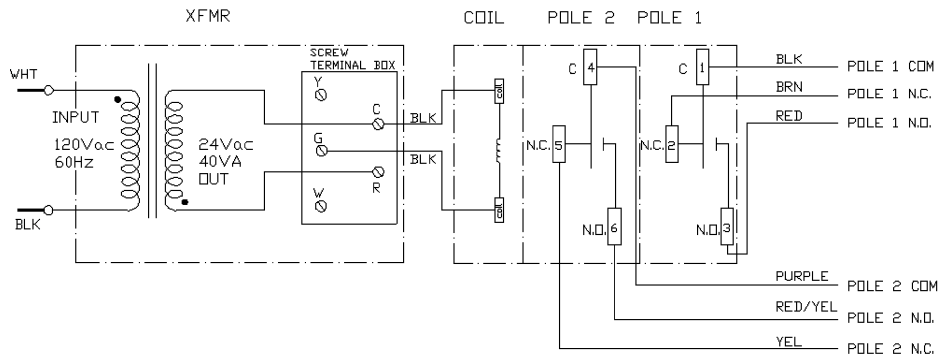 XFMR
COIL
POLE 2
POLE 1
WHT
INPUT
120Vac
60Hz
BLK
24Vac
40VA
OUT
SCREW
TERMINAL BOX
Y
C
G
R
W
BLK
BLK
coil
coil
C 4
N.C. 5
N.O. 6
C 1
N.C. 2
N.O. 3
BLK POLE 1 COM
BRN POLE 1 N.C.
RED POLE 1 N.O.
PURPLE POLE 2 COM
RED/YEL POLE 2 N.O.
YEL POLE 2 N.C.